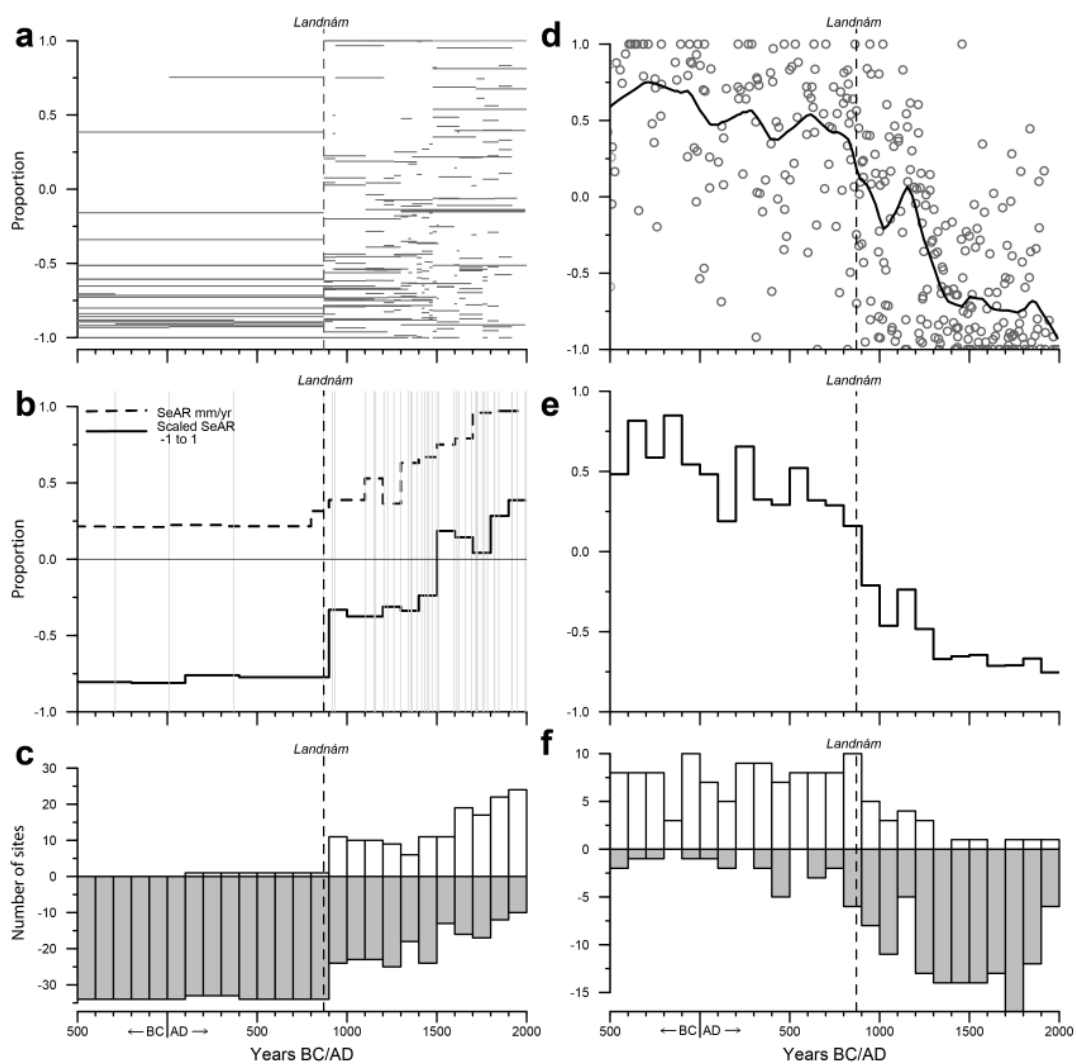 a
Landnám
Proportion
1.0
0.5
0.0
-0.5
-1.0
d
Landnám
1.0
0.5
0.0
-0.5
-1.0
b
Landnám
Proportion
1.0
0.5
0.0
-0.5
-1.0
SeAR mm/yr
Scaled SeAR
-1 to 1
e
Landnám
1.0
0.5
0.0
-0.5
-1.0
c
Landnám
Number of sites
30
20
10
0
-10
-20
-30
500
← BC|AD →
500
1000
1500
2000
Years BC/AD
f
Landnám
10
5
0
-5
-10
-15
500
← BC|AD →
500
1000
1500
2000
Years BC/AD